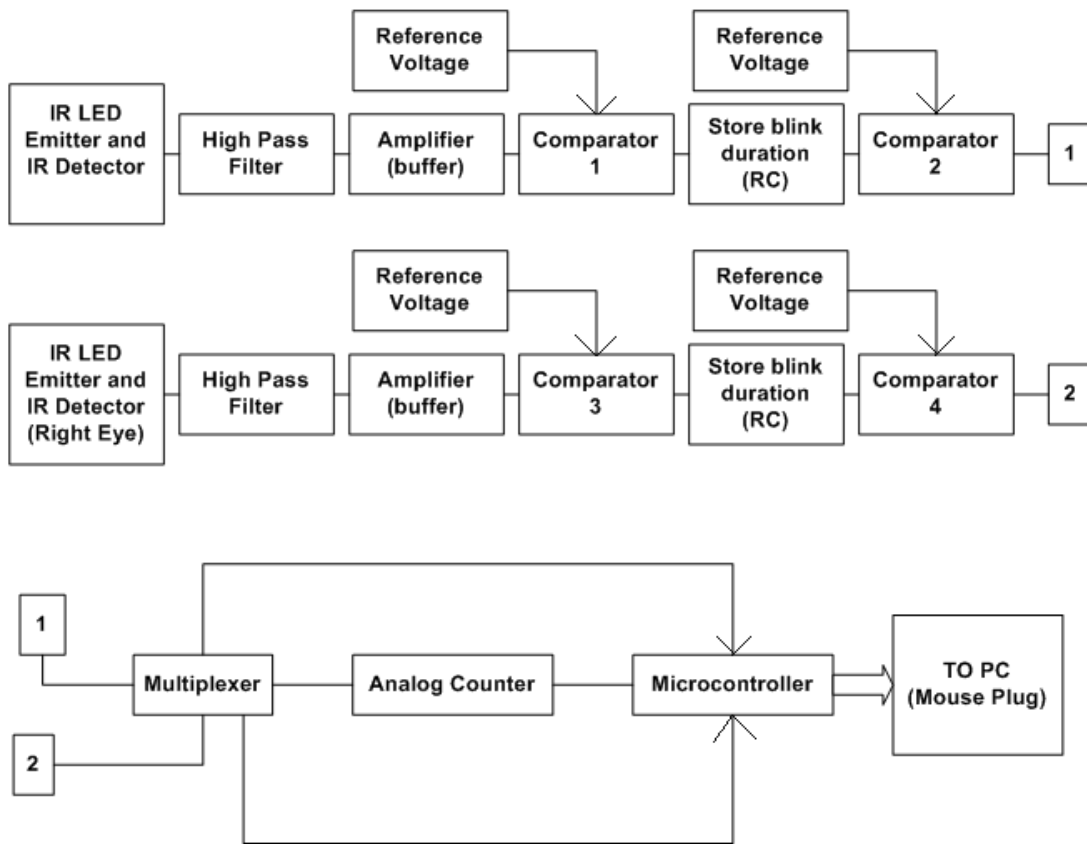 Reference
Voltage
Reference
Voltage
IR LED
Emitter and
IR Detector
High Pass
Filter
Amplifier
(buffer)
Comparator
1
Store blink
duration
(RC)
Comparator
2
1
Reference
Voltage
Reference
Voltage
IR LED
Emitter and
IR Detector
(Right Eye)
High Pass
Filter
Amplifier
(buffer)
Comparator
3
Store blink
duration
(RC)
Comparator
4
2
1
Multiplexer
Analog Counter
Microcontroller
TO PC
(Mouse Plug)
2